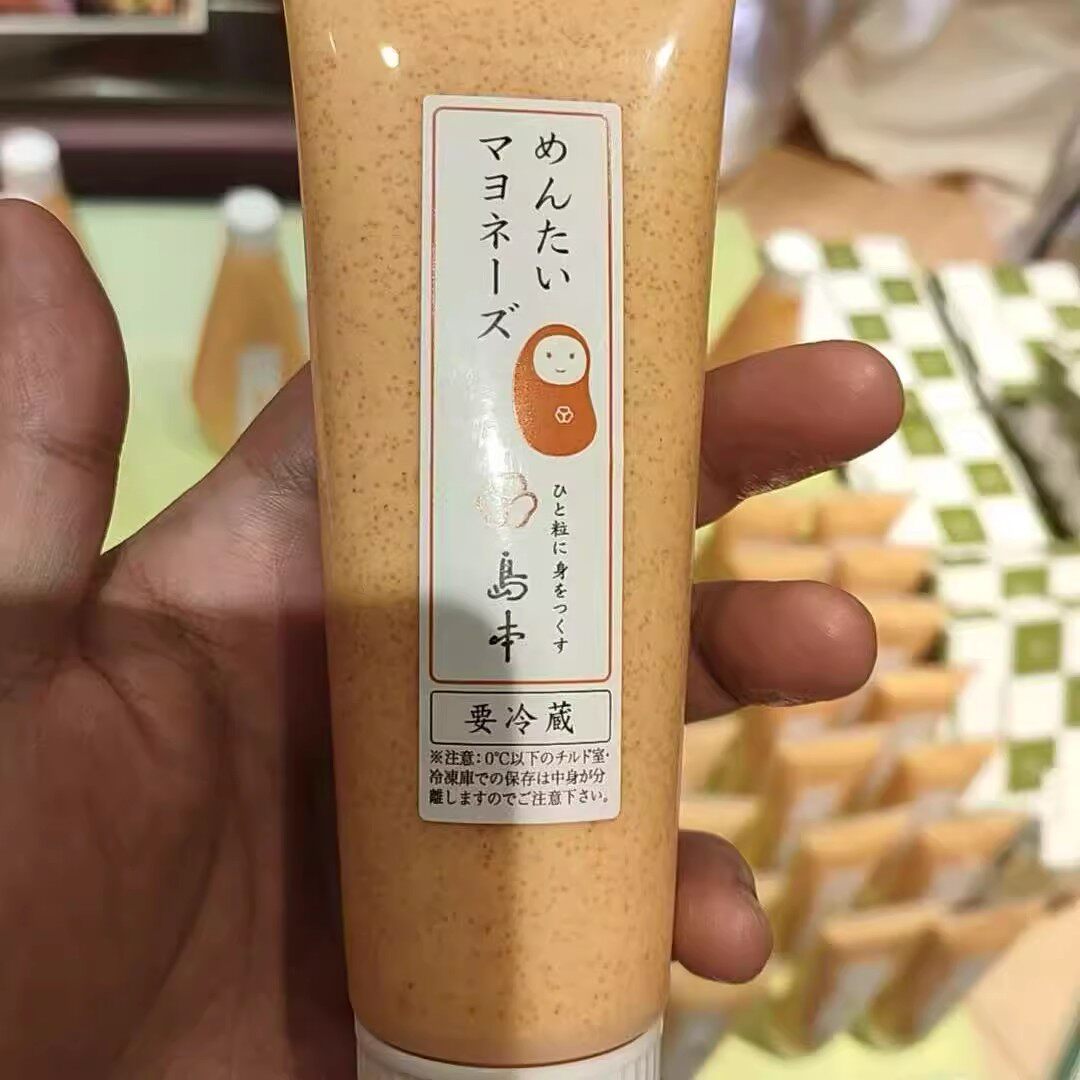 めんたい
マヨネーズ
ひと粒に身をつくす
島本
要冷蔵
※注意：0℃以下のチルド室・
冷凍庫での保存は中身が分
離しますのでご注意下さい。